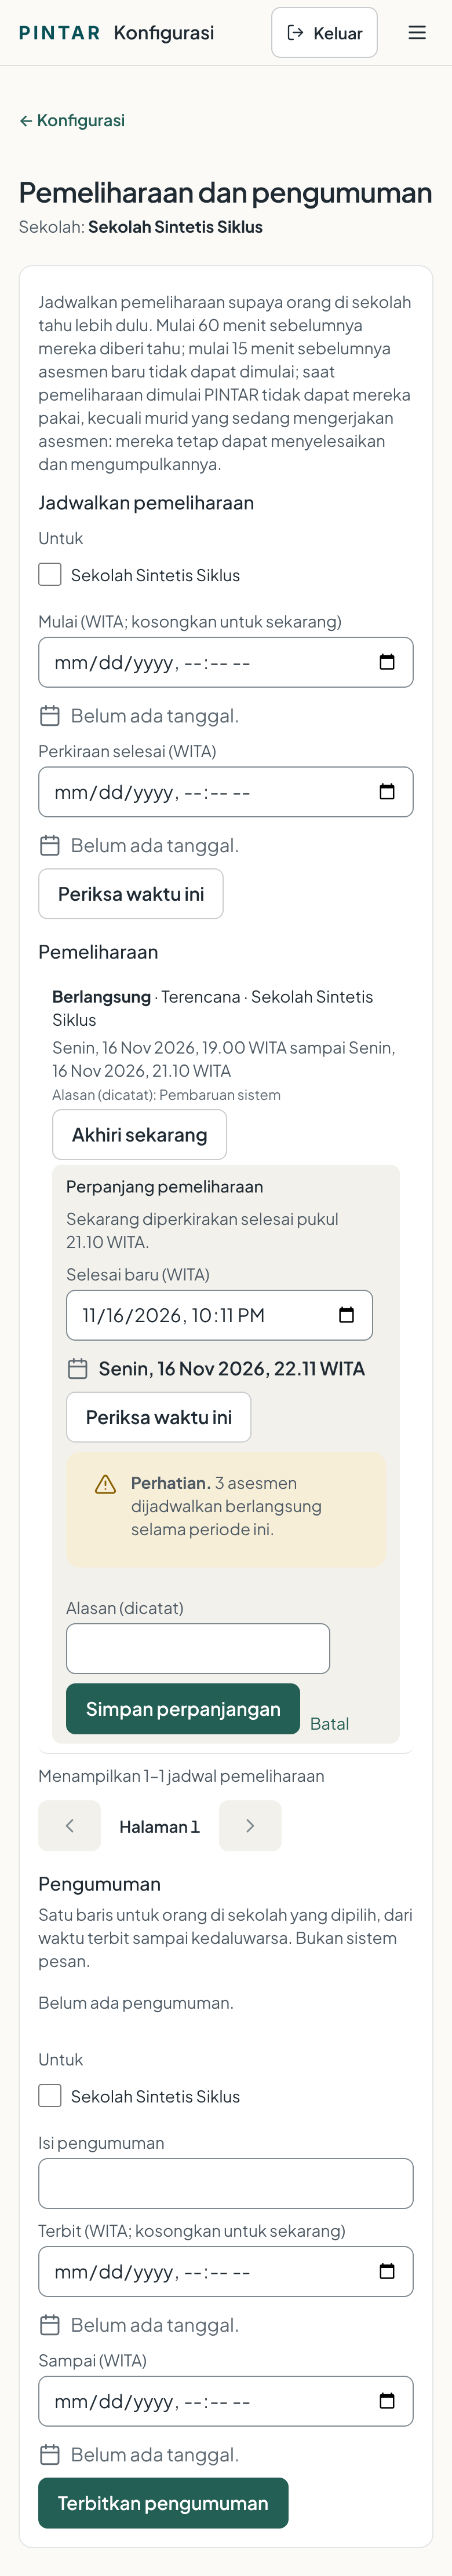 PINTAR Konfigurasi
Keluar
← Konfigurasi
Pemeliharaan dan pengumuman
Sekolah: Sekolah Sintetis Siklus
Jadwalkan pemeliharaan supaya orang di sekolah
tahu lebih dulu. Mulai 60 menit sebelumnya
mereka diberi tahu; mulai 15 menit sebelumnya
asesmen baru tidak dapat dimulai; saat
pemeliharaan dimulai PINTAR tidak dapat mereka
pakai, kecuali murid yang sedang mengerjakan
asesmen: mereka tetap dapat menyelesaikan
dan mengumpulkannya.
Jadwalkan pemeliharaan
Untuk
Sekolah Sintetis Siklus
Mulai (WITA; kosongkan untuk sekarang)
mm/dd/yyyy, --:-- --
Belum ada tanggal.
Perkiraan selesai (WITA)
mm/dd/yyyy, --:-- --
Belum ada tanggal.
Periksa waktu ini
Pemeliharaan
Berlangsung · Terencana · Sekolah Sintetis
Siklus
Senin, 16 Nov 2026, 19.00 WITA sampai Senin,
16 Nov 2026, 21.10 WITA
Alasan (dicatat): Pembaruan sistem
Akhiri sekarang
Perpanjang pemeliharaan
Sekarang diperkirakan selesai pukul
21.10 WITA.
Selesai baru (WITA)
11/16/2026, 10:11 PM
Senin, 16 Nov 2026, 22.11 WITA
Periksa waktu ini
Perhatian. 3 asesmen
dijadwalkan berlangsung
selama periode ini.
Alasan (dicatat)
Simpan perpanjangan
Batal
Menampilkan 1–1 jadwal pemeliharaan
Halaman 1
Pengumuman
Satu baris untuk orang di sekolah yang dipilih, dari
waktu terbit sampai kedaluwarsa. Bukan sistem
pesan.
Belum ada pengumuman.
Untuk
Sekolah Sintetis Siklus
Isi pengumuman
Terbit (WITA; kosongkan untuk sekarang)
mm/dd/yyyy, --:-- --
Belum ada tanggal.
Sampai (WITA)
mm/dd/yyyy, --:-- --
Belum ada tanggal.
Terbitkan pengumuman